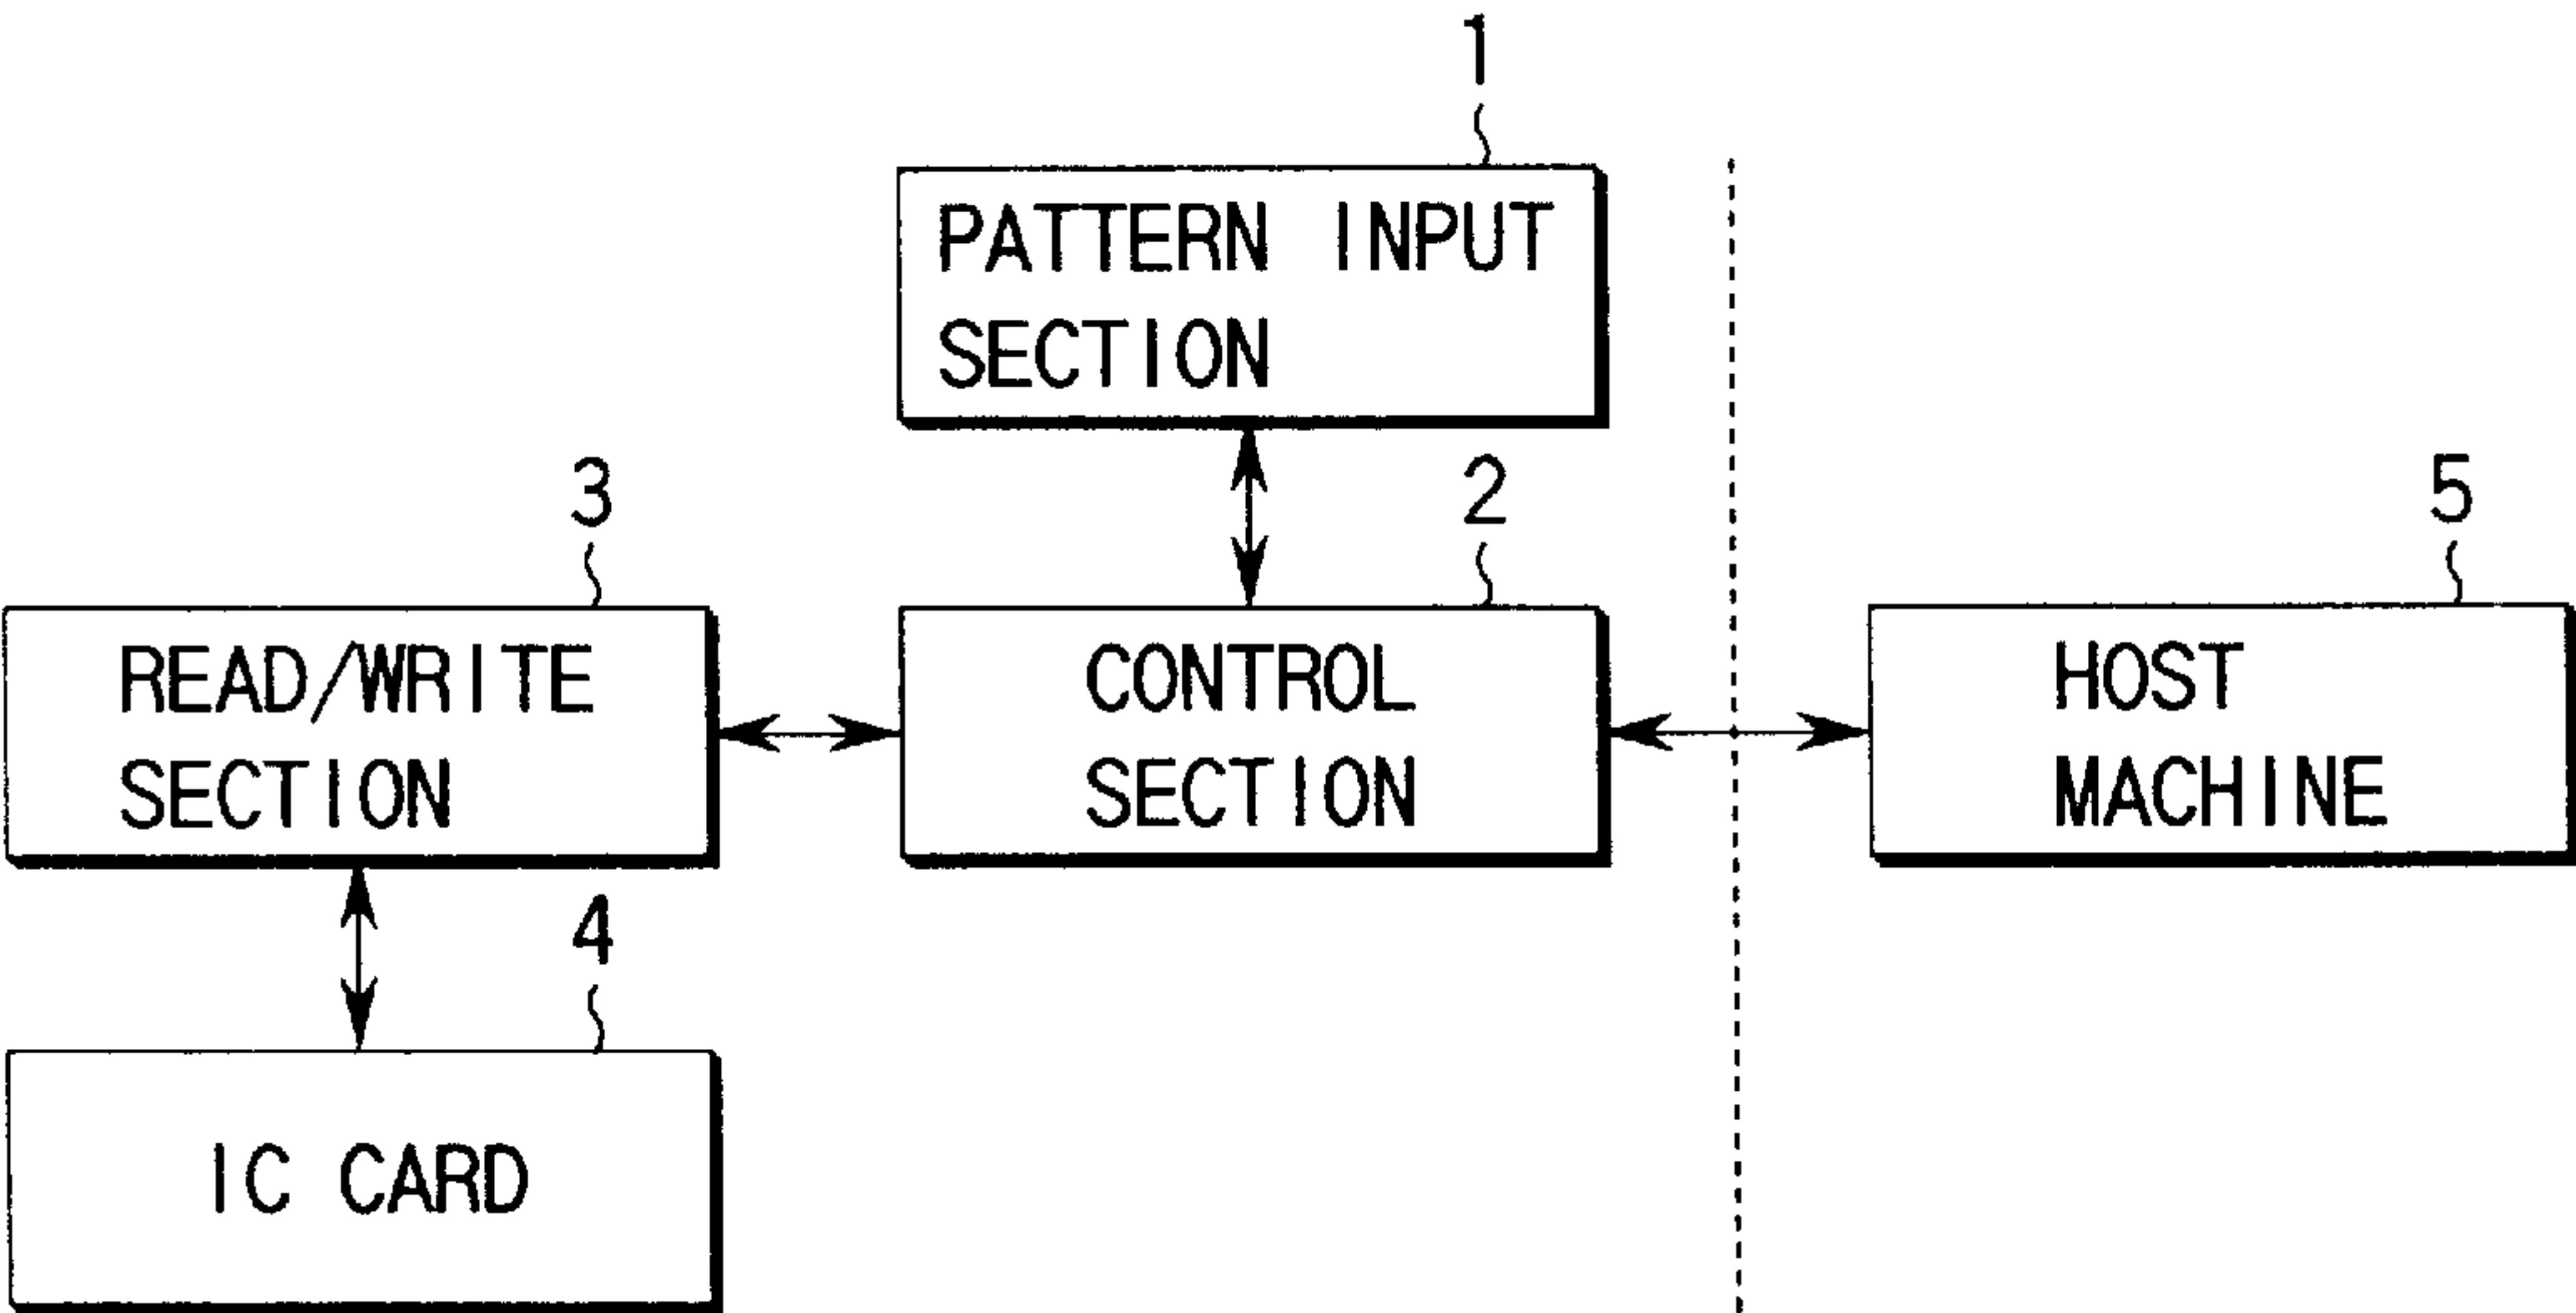 1
PATTERN INPUT
SECTION
3
2
5
READ/WRITE
SECTION
CONTROL
SECTION
HOST
MACHINE
4
IC CARD